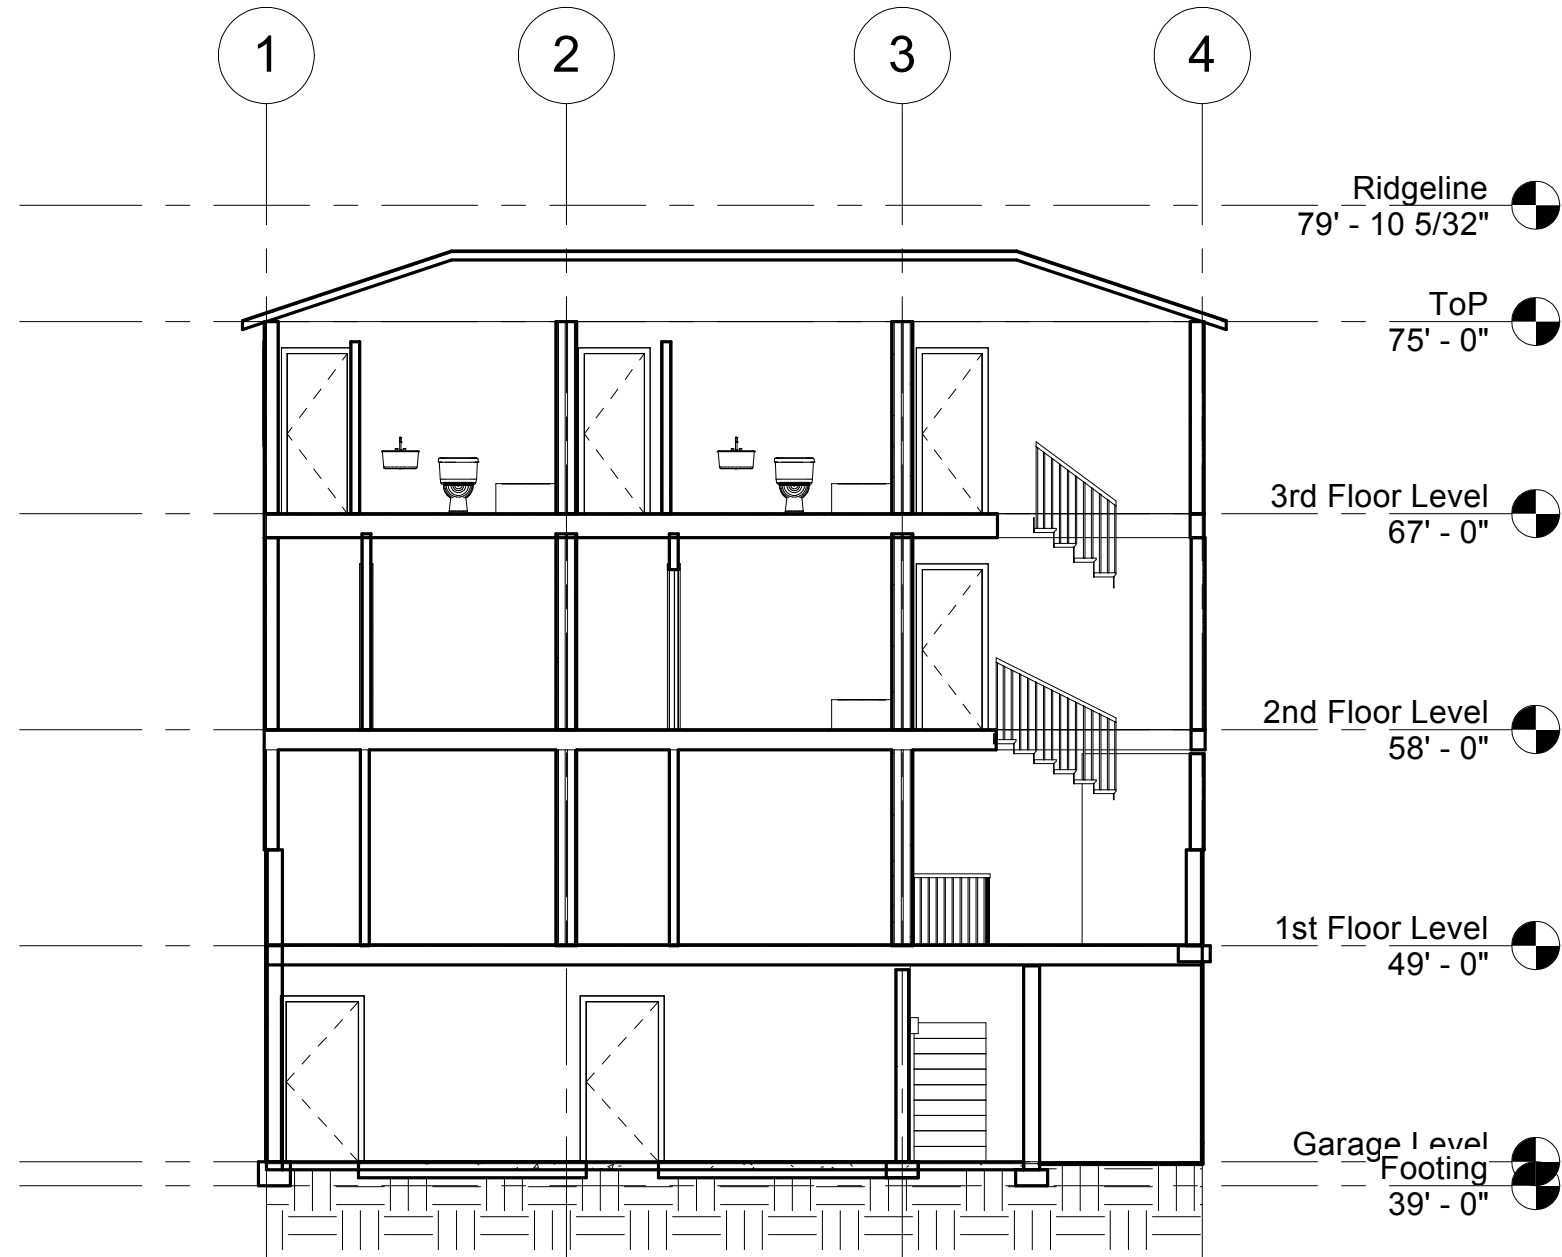 1
2
3
4
Ridgeline
79' - 10 5/32"
ToP
75' - 0"
3rd Floor Level
67' - 0"
2nd Floor Level
58' - 0"
1st Floor Level
49' - 0"
Garage Level
Footing
39' - 0"